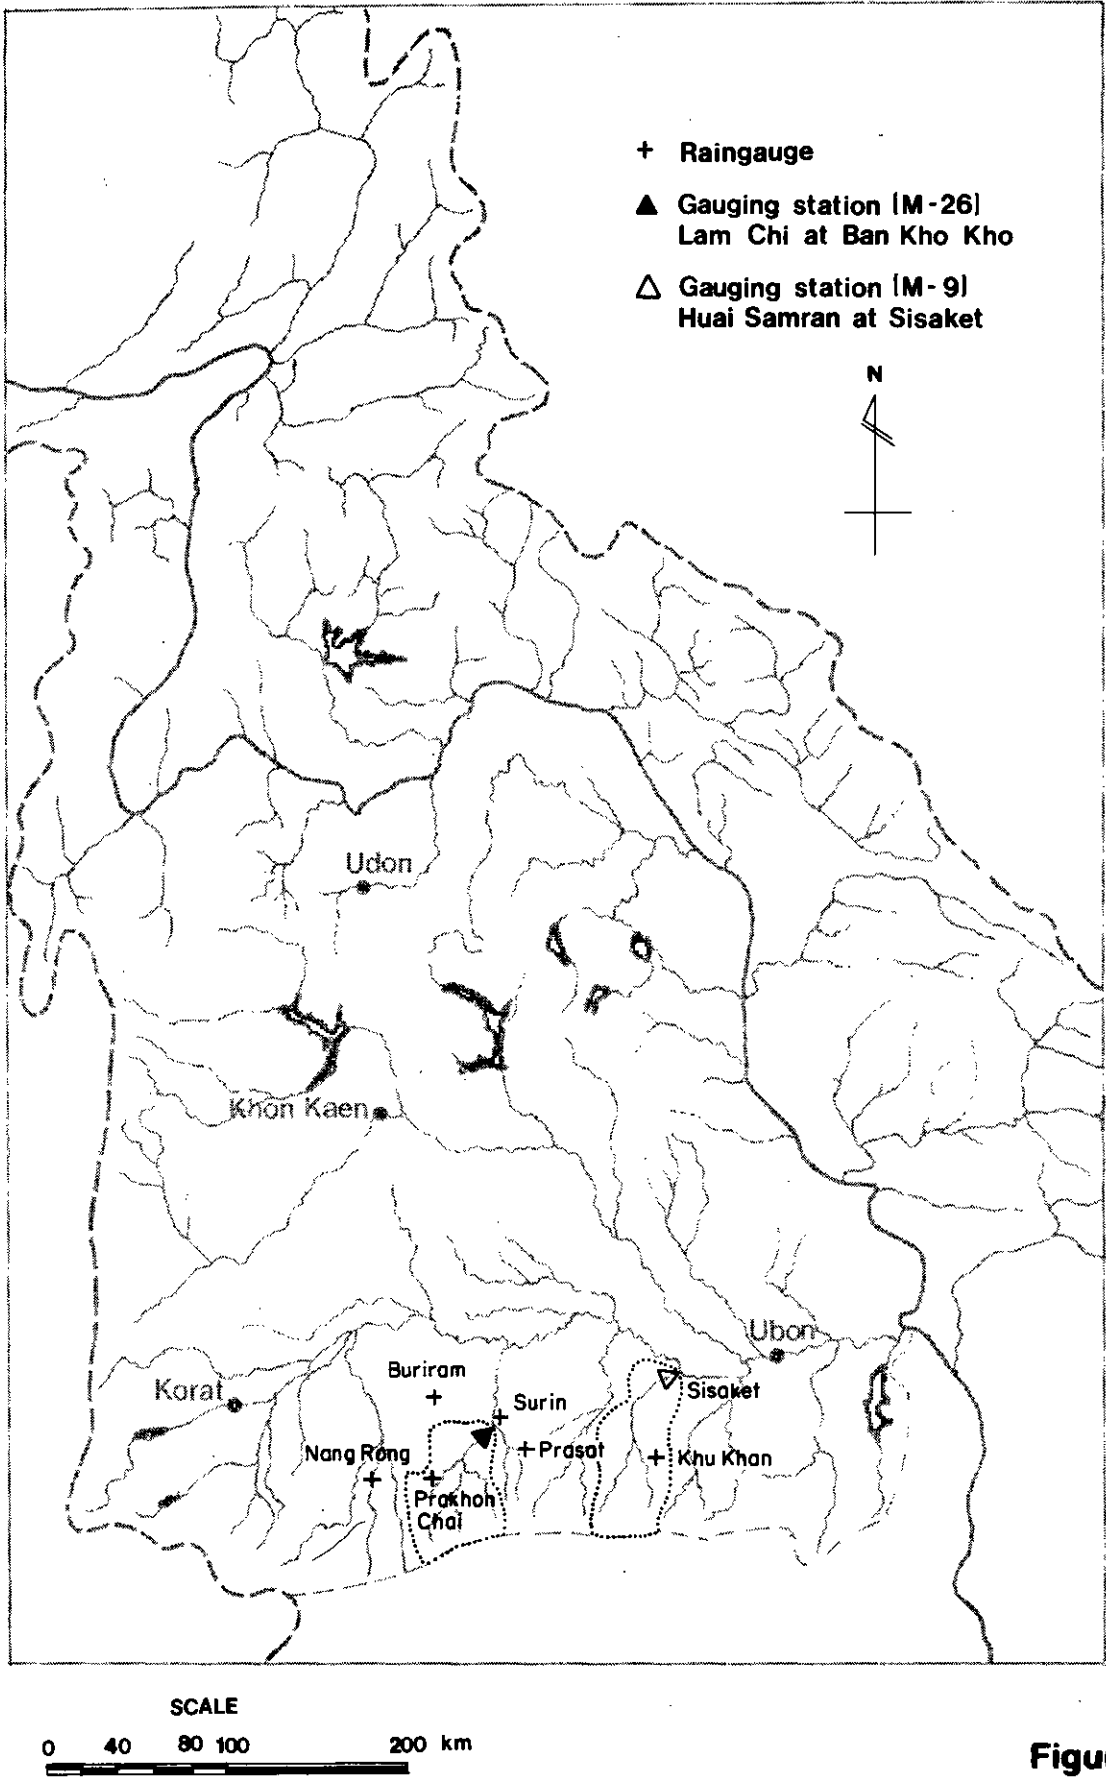 + Raingauge
▲ Gauging station [M-26]
Lam Chi at Ban Kho Kho
△ Gauging station [M-9]
Huai Samran at Sisaket
N
Udon
Khon Kaen
Ubon
Buriram
Korat
Sisaket
Surin
Nang Rong
Prasat
Khu Khan
Prakhon
Chai
SCALE
0 40 80 100 200 km
Figu